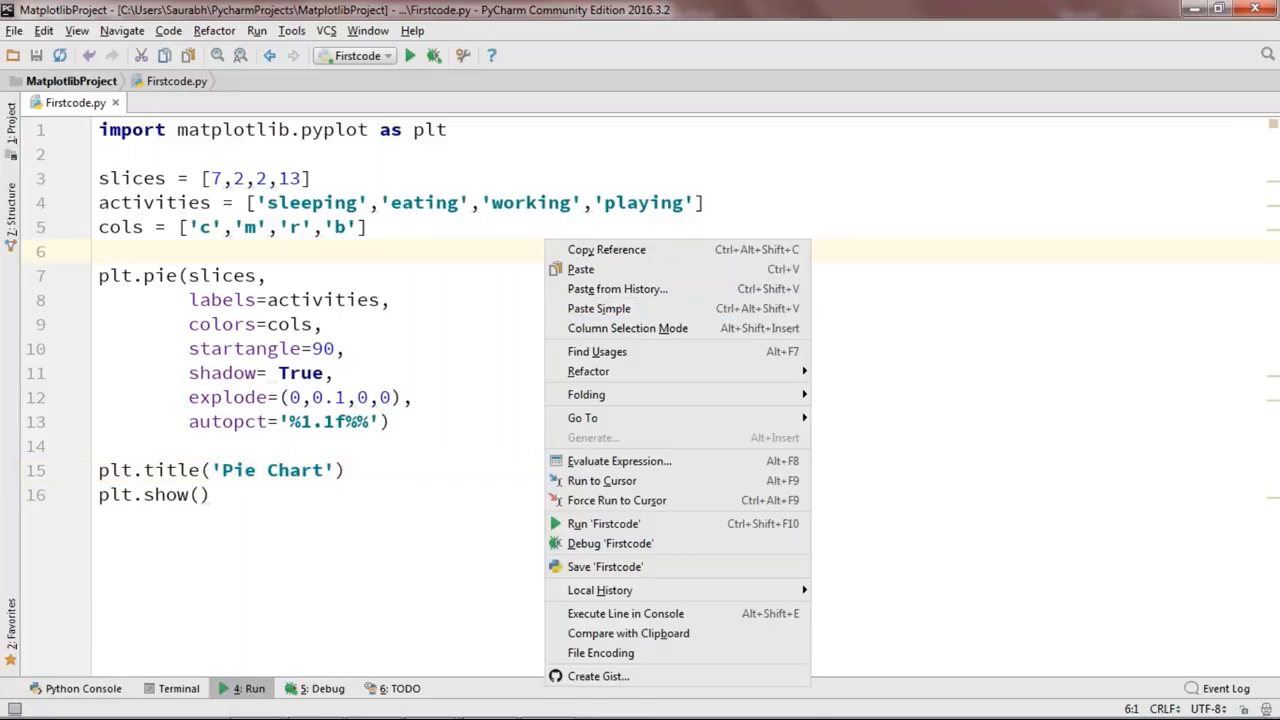 MatplotlibProject - [C:\Users\Saurabh\PycharmProjects\MatplotlibProject] - ...\Firstcode.py - PyCharm Community Edition 2016.3.2
File Edit View Navigate Code Refactor Run Tools VCS Window Help
Firstcode
MatplotlibProject Firstcode.py
Firstcode.py
1: Project
Z: Structure
2: Favorites
1 import matplotlib.pyplot as plt
2
3 slices = [7,2,2,13]
4 activities = ['sleeping','eating','working','playing']
5 cols = ['c','m','r','b']
6
7 plt.pie(slices,
8 labels=activities,
9 colors=cols,
10 startangle=90,
11 shadow= True,
12 explode=(0,0.1,0,0),
13 autopct='%1.1f%%')
14
15 plt.title('Pie Chart')
16 plt.show()
Copy Reference Ctrl+Alt+Shift+C
Paste Ctrl+V
Paste from History... Ctrl+Shift+V
Paste Simple Ctrl+Alt+Shift+V
Column Selection Mode Alt+Shift+Insert
Find Usages Alt+F7
Refactor
Folding
Go To
Generate... Alt+Insert
Evaluate Expression... Alt+F8
Run to Cursor Alt+F9
Force Run to Cursor Ctrl+Alt+F9
Run 'Firstcode' Ctrl+Shift+F10
Debug 'Firstcode'
Save 'Firstcode'
Local History
Execute Line in Console Alt+Shift+E
Compare with Clipboard
File Encoding
Create Gist...
Python Console Terminal 4: Run 5: Debug 6: TODO Event Log
6:1 CRLF UTF-8